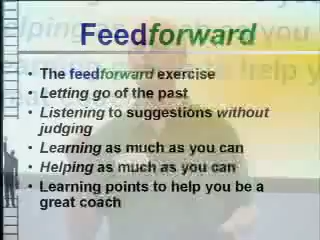 Feedforward
• The feedforward exercise
• Letting go of the past
• Listening to suggestions without
judging
• Learning as much as you can
• Helping as much as you can
• Learning points to help you be a
great coach